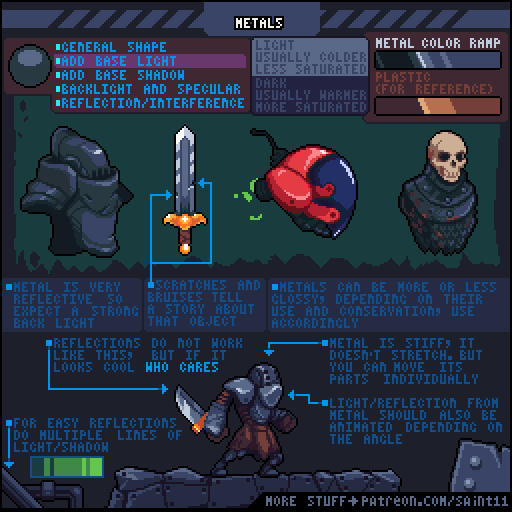 METALS
GENERAL SHAPE
ADD BASE LIGHT
ADD BASE SHADOW
BACKLIGHT AND SPECULAR
REFLECTION/INTERFERENCE
LIGHT
USUALLY COLDER
LESS SATURATED
DARK
USUALLY WARMER
MORE SATURATED
METAL COLOR RAMP
PLASTIC
(FOR REFERENCE)
METAL IS VERY
REFLECTIVE SO
EXPECT A STRONG
BACK LIGHT
SCRATCHES AND
BRUISES TELL
A STORY ABOUT
THAT OBJECT
METALS CAN BE MORE OR LESS
GLOSSY, DEPENDING ON THEIR
USE AND CONSERVATION, USE
ACCORDINGLY
REFLECTIONS DO NOT WORK
LIKE THIS, BUT IF IT
LOOKS COOL WHO CARES
METAL IS STIFF, IT
DOESN'T STRETCH. BUT
YOU CAN MOVE ITS
PARTS INDIVIDUALLY
LIGHT/REFLECTION FROM
METAL SHOULD ALSO BE
ANIMATED DEPENDING ON
THE ANGLE
FOR EASY REFLECTIONS
DO MULTIPLE LINES OF
LIGHT/SHADOW
MORE STUFF→PATREON.COM/SAINT11